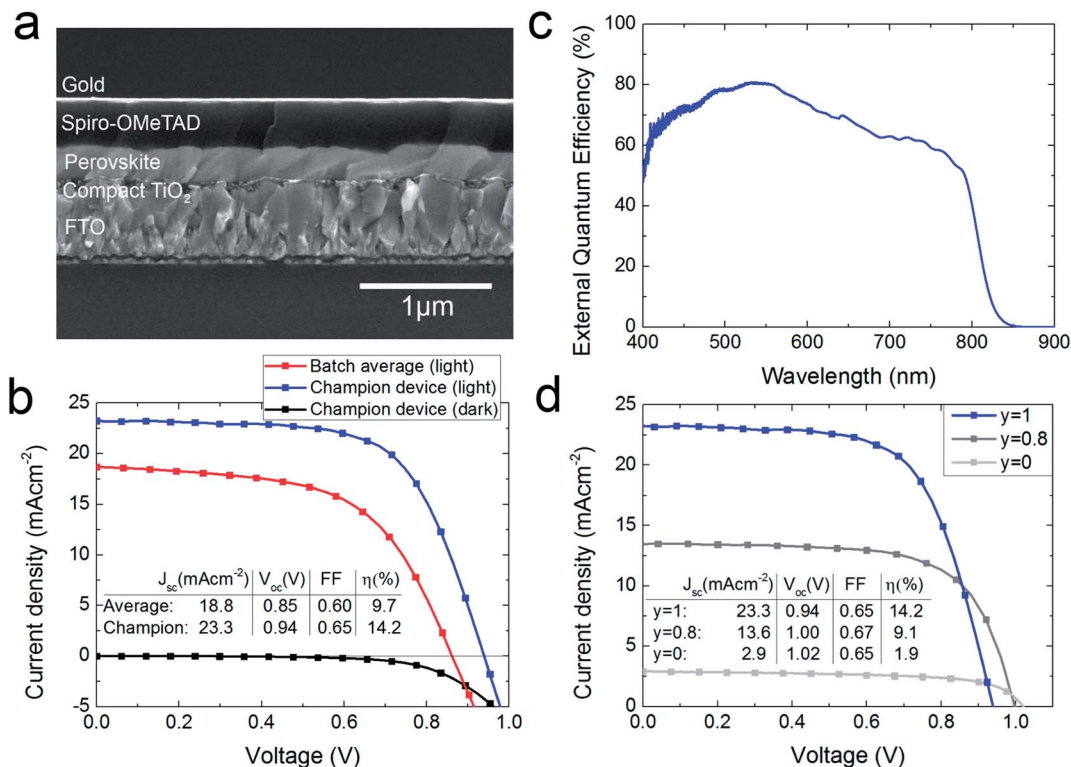 a
Gold
Spiro-OMeTAD
Perovskite
Compact TiO₂
FTO
1μm
b
Batch average (light)
Champion device (light)
Champion device (dark)
Current density (mAcm⁻²)
25
20
15
10
5
0
-5
Jsc(mAcm⁻²) Voc(V) FF η(%)
Average: 18.8 0.85 0.60 9.7
Champion: 23.3 0.94 0.65 14.2
0.0 0.2 0.4 0.6 0.8 1.0
Voltage (V)
c
External Quantum Efficiency (%)
100
80
60
40
20
0
400 500 600 700 800 900
Wavelength (nm)
d
y=1
y=0.8
y=0
Current density (mAcm⁻²)
25
20
15
10
5
0
Jsc(mAcm⁻²) Voc(V) FF η(%)
y=1: 23.3 0.94 0.65 14.2
y=0.8: 13.6 1.00 0.67 9.1
y=0: 2.9 1.02 0.65 1.9
0.0 0.2 0.4 0.6 0.8 1.0
Voltage (V)